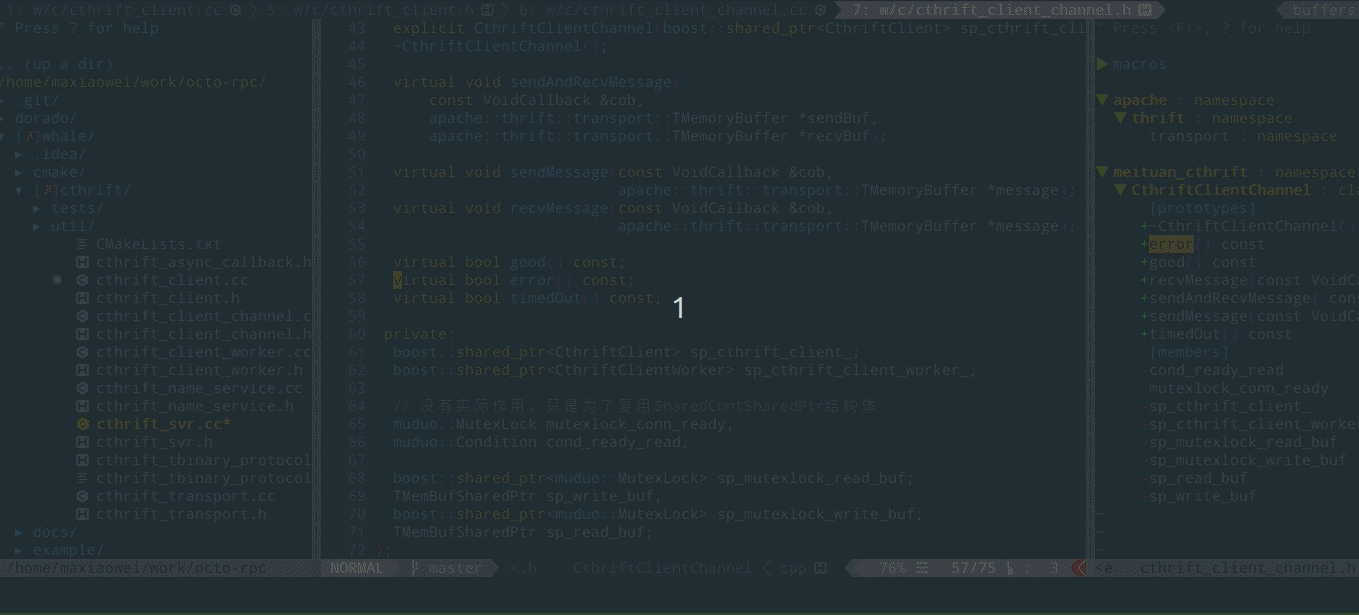 1: w/c/cthrift_client.cc 5: w/c/cthrift_client.h 6: w/c/cthrift_client_channel.cc 7: w/c/cthrift_client_channel.h buffers
" Press ? for help
.. (up a dir)
/home/maxiaowei/work/octo-rpc/
▸ .git/
▸ dorado/
▾ [✗]whale/
▸ .idea/
▸ cmake/
▾ [✗]cthrift/
▸ tests/
▸ util/
CMakeLists.txt
cthrift_async_callback.h
cthrift_client.cc
cthrift_client.h
cthrift_client_channel.c
cthrift_client_channel.h
cthrift_client_worker.cc
cthrift_client_worker.h
cthrift_name_service.cc
cthrift_name_service.h
cthrift_svr.cc*
cthrift_svr.h
cthrift_tbinary_protocol
cthrift_tbinary_protocol
cthrift_transport.cc
cthrift_transport.h
▸ docs/
▸ example/
/home/maxiaowei/work/octo-rpc
43 explicit CthriftClientChannel(boost::shared_ptr<CthriftClient> sp_cthrift_cli
44 ~CthriftClientChannel();
45
46 virtual void sendAndRecvMessage(
47 const VoidCallback &cob,
48 apache::thrift::transport::TMemoryBuffer *sendBuf,
49 apache::thrift::transport::TMemoryBuffer *recvBuf);
50
51 virtual void sendMessage(const VoidCallback &cob,
52 apache::thrift::transport::TMemoryBuffer *message);
53 virtual void recvMessage(const VoidCallback &cob,
54 apache::thrift::transport::TMemoryBuffer *message);
55
56 virtual bool good() const;
57 virtual bool error() const;
58 virtual bool timedOut() const;
1
59
60 private:
61 boost::shared_ptr<CthriftClient> sp_cthrift_client_;
62 boost::shared_ptr<CthriftClientWorker> sp_cthrift_client_worker_;
63
64 // 没有实际作用，只是为了复用SharedContSharedPtr结构体
65 muduo::MutexLock mutexlock_conn_ready;
66 muduo::Condition cond_ready_read;
67
68 boost::shared_ptr<muduo::MutexLock> sp_mutexlock_read_buf;
69 TMemBufSharedPtr sp_write_buf;
70 boost::shared_ptr<muduo::MutexLock> sp_mutexlock_write_buf;
71 TMemBufSharedPtr sp_read_buf;
72 };
NORMAL master <.h CthriftClientChannel < cpp 76% ☰ 57/75 : 3
" Press <F1>, ? for help
▶ macros
▼ apache : namespace
▼ thrift : namespace
transport : namespace
▼ meituan_cthrift : namespace
▼ CthriftClientChannel : cla
[prototypes]
+~CthriftClientChannel()
+error() const
+good() const
+recvMessage(const VoidCa
+sendAndRecvMessage( cons
+sendMessage(const VoidCa
+timedOut() const
[members]
-cond_ready_read
-mutexlock_conn_ready
-sp_cthrift_client_
-sp_cthrift_client_worker
-sp_mutexlock_read_buf
-sp_mutexlock_write_buf
-sp_read_buf
-sp_write_buf
~
~
~
<e cthrift_client_channel.h